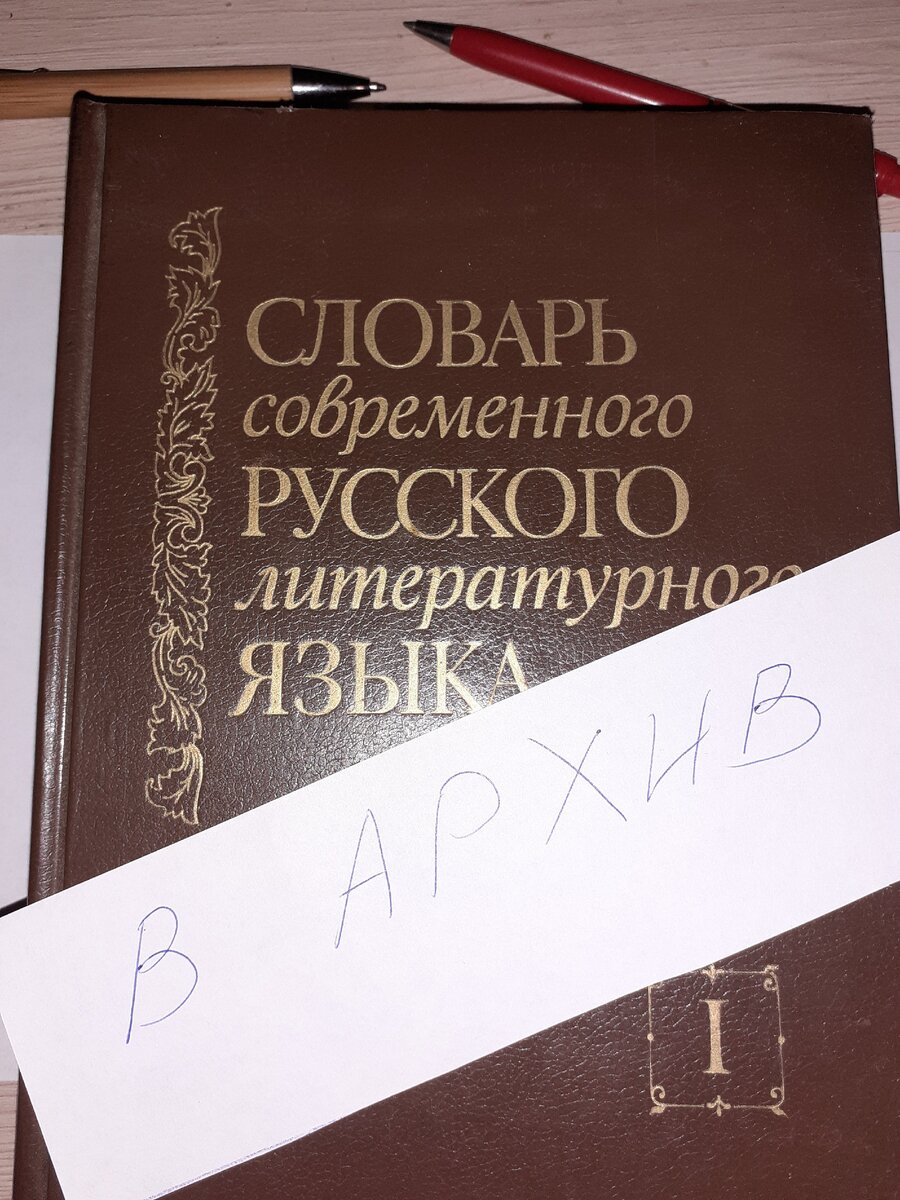 СЛОВАРЬ
современного
РУССКОГО
литературного
ЯЗЫКА
В АРХИВ
I